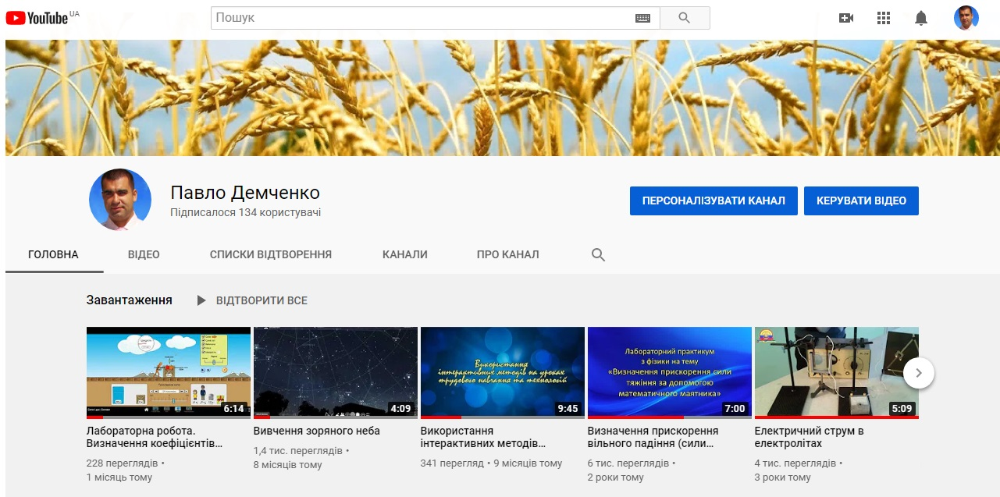 YouTube UA
Пошук
Павло Демченко
Підписалося 134 користувачі
ПЕРСОНАЛІЗУВАТИ КАНАЛ
КЕРУВАТИ ВІДЕО
ГОЛОВНА
ВІДЕО
СПИСКИ ВІДТВОРЕННЯ
КАНАЛИ
ПРО КАНАЛ
Завантаження
ВІДТВОРИТИ ВСЕ
6:14
Лабораторна робота.
Визначення коефіцієнтів...
228 переглядів •
1 місяць тому
4:09
Вивчення зоряного неба
1,4 тис. переглядів •
8 місяців тому
Використання
інтерактивних методів на уроках
трудового навчання та технологій
9:45
Використання
інтерактивних методів...
341 перегляд • 9 місяців тому
Лабораторний практикум
з фізики на тему
«Визначення прискорення сили
тяжіння за допомогою
математичного маятника»
7:00
Визначення прискорення
вільного падіння (сили...
6 тис. переглядів •
2 роки тому
5:09
Електричний струм в
електролітах
4 тис. переглядів •
3 роки тому